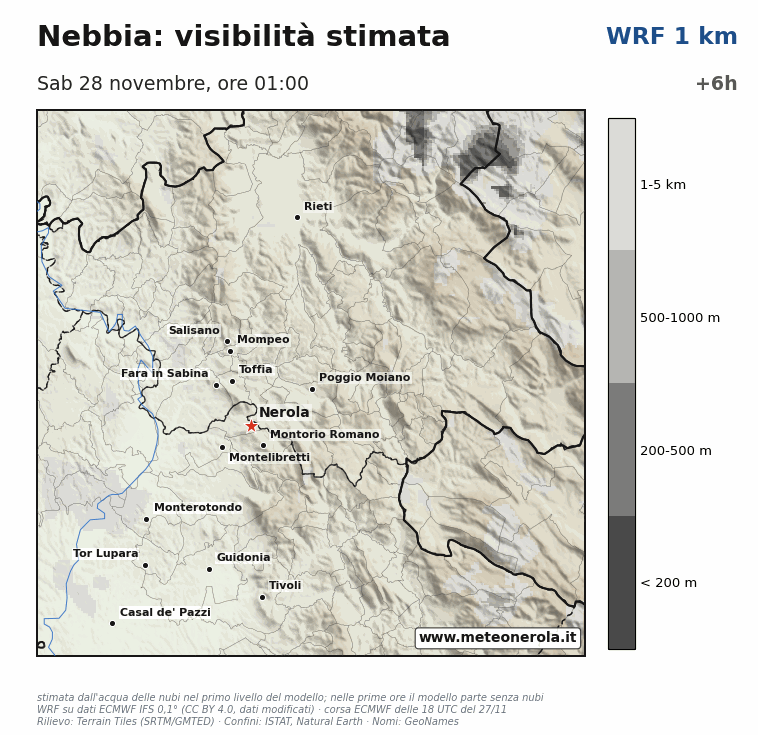 Nebbia: visibilità stimata
WRF 1 km
Sab 28 novembre, ore 01:00
+6h
Rieti
Salisano
Mompeo
Fara in Sabina
Toffia
Poggio Moiano
Nerola
Montorio Romano
Montelibretti
Monterotondo
Tor Lupara
Guidonia
Tivoli
Casal de' Pazzi
www.meteonerola.it
1-5 km
500-1000 m
200-500 m
< 200 m
stimata dall'acqua delle nubi nel primo livello del modello; nelle prime ore il modello parte senza nubi
WRF su dati ECMWF IFS 0,1° (CC BY 4.0, dati modificati) · corsa ECMWF delle 18 UTC del 27/11
Rilievo: Terrain Tiles (SRTM/GMTED) · Confini: ISTAT, Natural Earth · Nomi: GeoNames